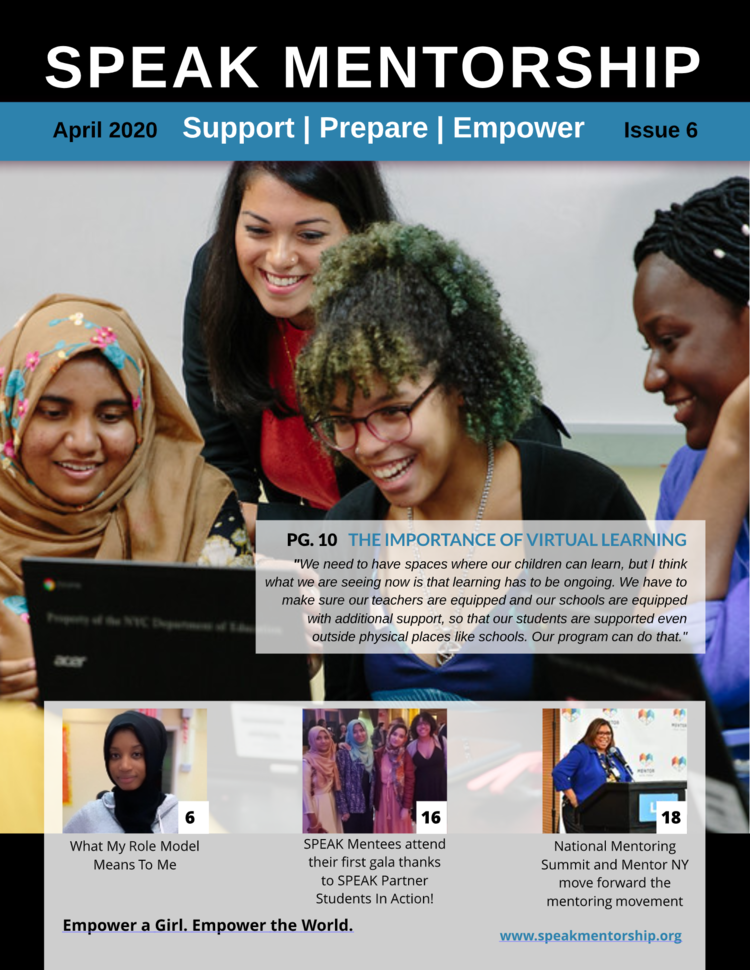 SPEAK MENTORSHIP
April 2020 Support | Prepare | Empower Issue 6
PG. 10 THE IMPORTANCE OF VIRTUAL LEARNING
"We need to have spaces where our children can learn, but I think
what we are seeing now is that learning has to be ongoing. We have to
make sure our teachers are equipped and our schools are equipped
with additional support, so that our students are supported even
outside physical places like schools. Our program can do that."
chrome
Property of the NYC Department of Education
acer
6
What My Role Model
Means To Me
16
SPEAK Mentees attend
their first gala thanks
to SPEAK Partner
Students In Action!
MENTOR
MENTOR
18
National Mentoring
Summit and Mentor NY
move forward the
mentoring movement
Empower a Girl. Empower the World.
www.speakmentorship.org